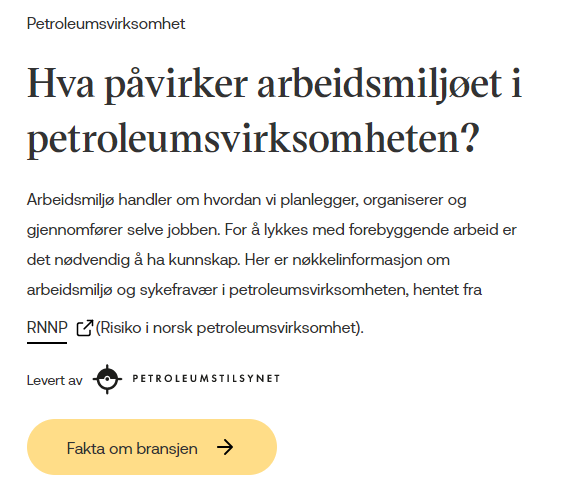 Petroleumsvirksomhet
Hva påvirker arbeidsmiljøet i
petroleumsvirksomheten?
Arbeidsmiljø handler om hvordan vi planlegger, organiserer og
gjennomfører selve jobben. For å lykkes med forebyggende arbeid er
det nødvendig å ha kunnskap. Her er nøkkelinformasjon om
arbeidsmiljø og sykefravær i petroleumsvirksomheten, hentet fra
RNNP (Risiko i norsk petroleumsvirksomhet).
Levert av PETROLEUMSTILSYNET
Fakta om bransjen